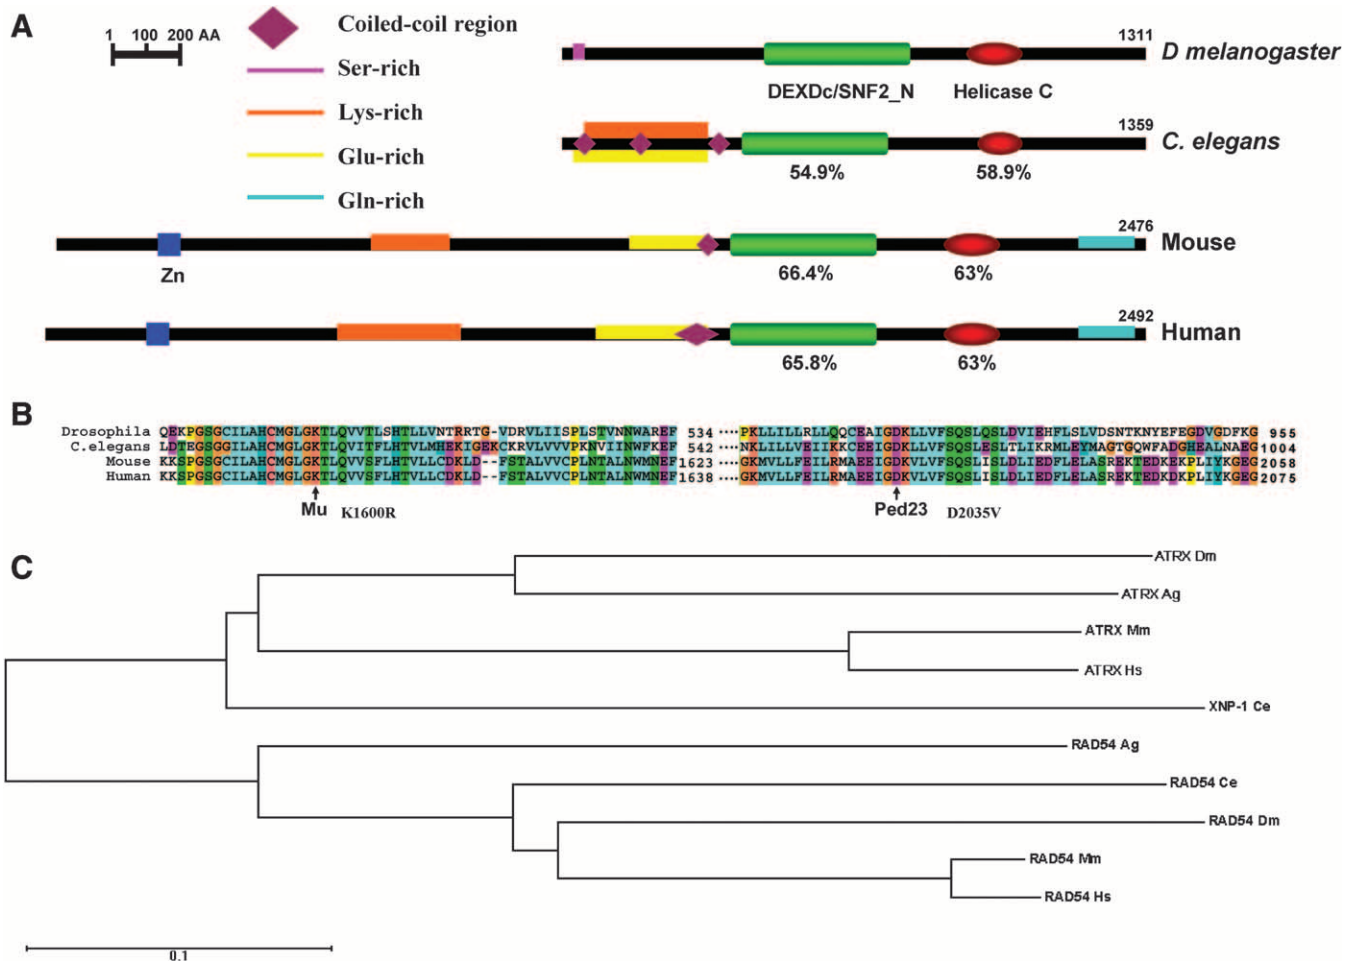 A
1 100 200 AA
Coiled-coil region
Ser-rich
Lys-rich
Glu-rich
Gln-rich
1311
D melanogaster
DEXDc/SNF2_N Helicase C
1359
C. elegans
54.9% 58.9%
2476
Mouse
Zn
66.4% 63%
2492
Human
65.8% 63%
B
Drosophila QEKPGSGCILAHCMGLGKTLQVVTLSHTLLVNTRRTG-VDRVLIISPLSTVNNWAREF 534 ···· PKLLILLRLLQQCEAIGDKLLVFSQSLQSLDVIEHFLSLVDSNTKNYEFEGDVGDFKG 955
C.elegans LDTEGSGGILAHCMGLGKTLQVITFLHTVLMHEKIGEKCKRVLVVVPKNVIINWFKEF 542 ···· NKLILLVEIIKKCEEIGDKLLVFSQSLESLTLIKRMLEYMAGTGQWFADGHEALNAEG 1004
Mouse KKSPGSGCILAHCMGLGKTLQVVSFLHTVLLCDKLD--FSTALVVCPLNTALNWMNEF 1623 ···· GKMVLLFEILRMAEEIGDKVLVFSQSLISLDLIEDFLELASREKTEDKEKPLIYKGEG 2058
Human KKSPGSGCILAHCMGLGKTLQVVSFLHTVLLCDKLD--FSTALVVCPLNTALNWMNEF 1638 ···· GKMVLLFEILRMAEEIGDKVLVFSQSLISLDLIEDFLELASREKTEDKDKPLIYKGEG 2075
Mu K1600R Ped23 D2035V
C
ATRX Dm
ATRX Ag
ATRX Mm
ATRX Hs
XNP-1 Ce
RAD54 Ag
RAD54 Ce
RAD54 Dm
RAD54 Mm
RAD54 Hs
0.1